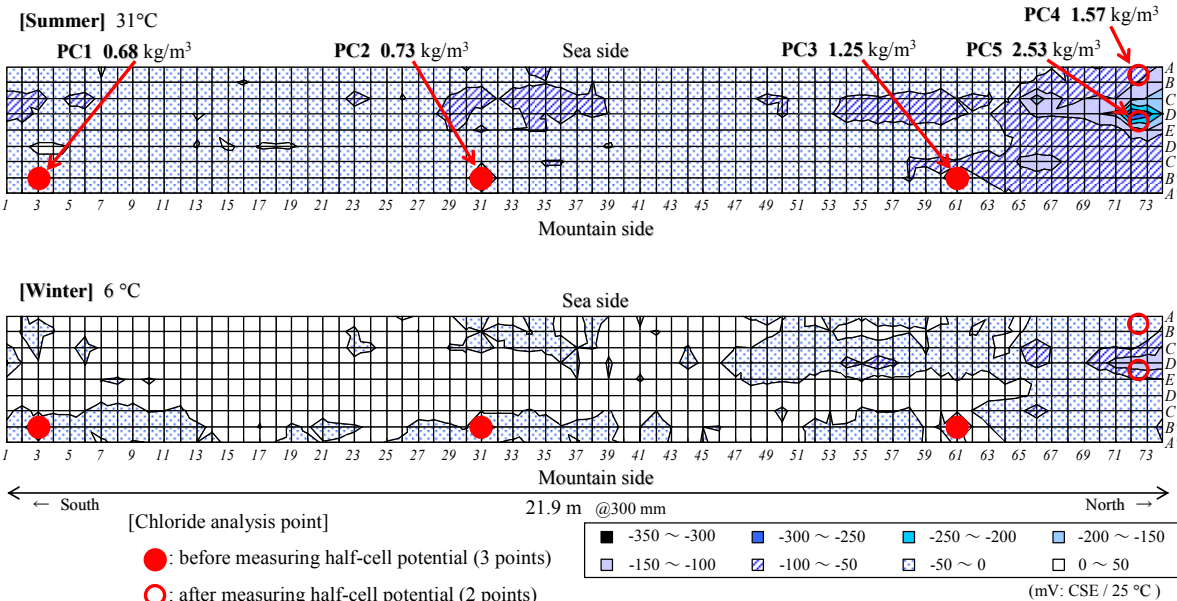 PC4 1.57 kg/m³
[Summer] 31°C
PC1 0.68 kg/m³
PC2 0.73 kg/m³
Sea side
PC3 1.25 kg/m³
PC5 2.53 kg/m³
A
B
C
D
E
D
C
B
A
1 3 5 7 9 11 13 15 17 19 21 23 25 27 29 31 33 35 37 39 41 43 45 47 49 51 53 55 57 59 61 63 65 67 69 71 73
Mountain side
[Winter] 6 °C
Sea side
A
B
C
D
E
D
C
B
A
1 3 5 7 9 11 13 15 17 19 21 23 25 27 29 31 33 35 37 39 41 43 45 47 49 51 53 55 57 59 61 63 65 67 69 71 73
Mountain side
← South
21.9 m @300 mm
North →
[Chloride analysis point]
: before measuring half-cell potential (3 points)
: after measuring half-cell potential (2 points)
-350 ～ -300 -300 ～ -250 -250 ～ -200 -200 ～ -150
-150 ～ -100 -100 ～ -50 -50 ～ 0 0 ～ 50
(mV: CSE / 25 °C )